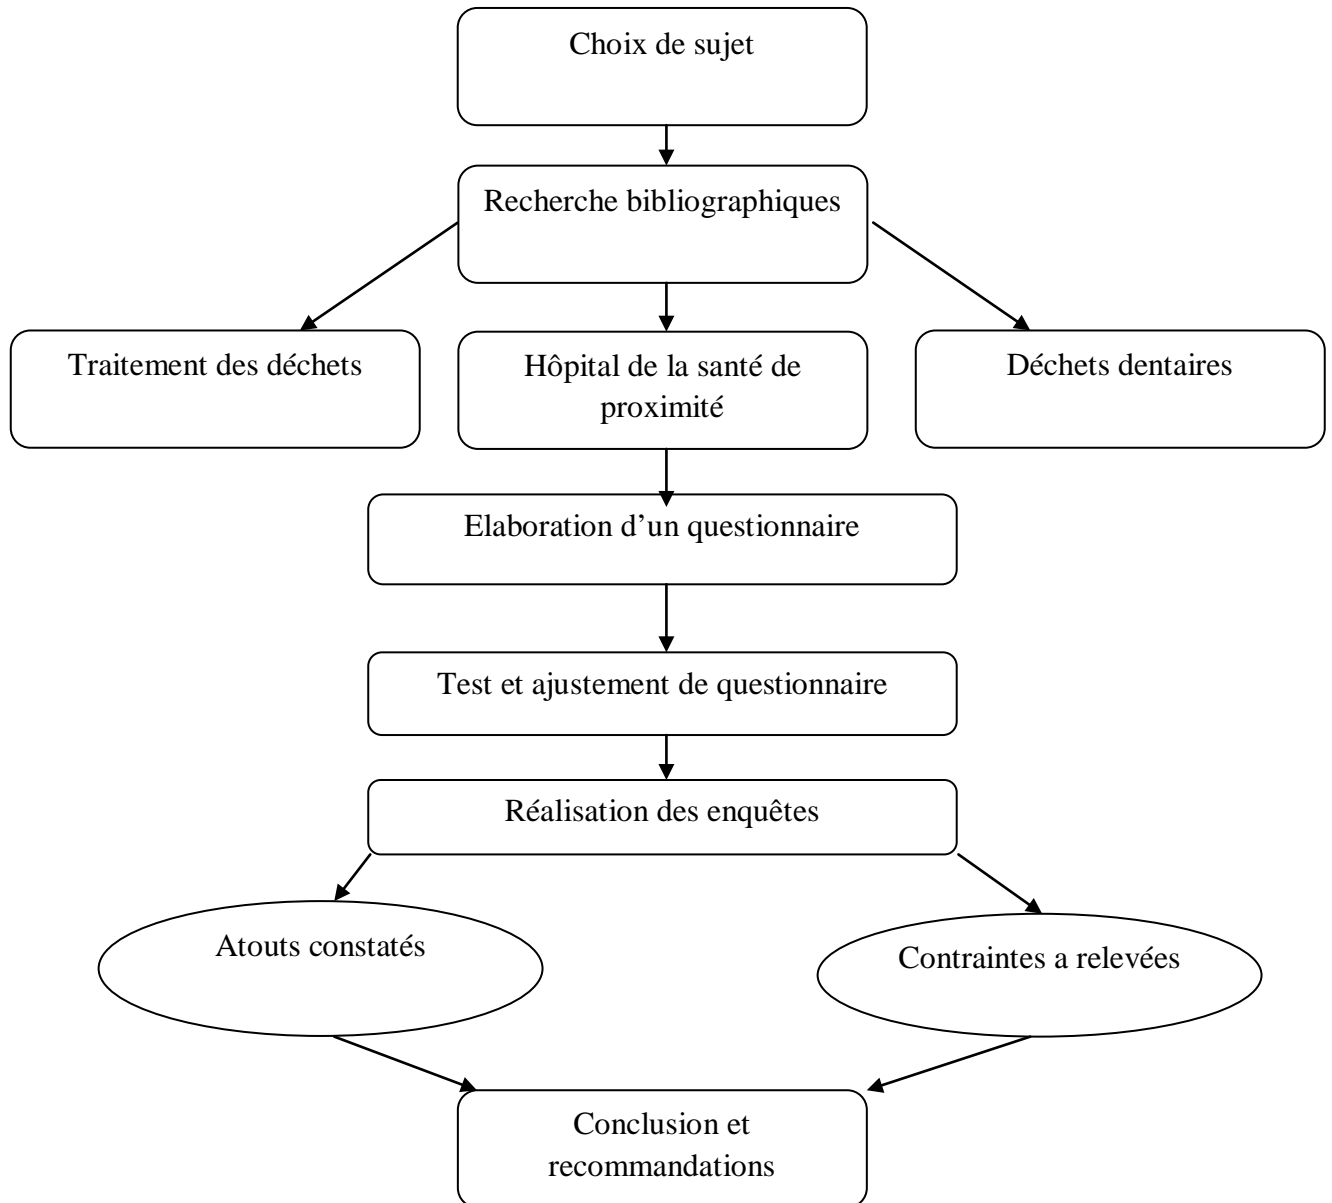 Choix de sujet
Recherche bibliographiques
Traitement des déchets
Hôpital de la santé de
proximité
Déchets dentaires
Elaboration d’un questionnaire
Test et ajustement de questionnaire
Réalisation des enquêtes
Atouts constatés
Contraintes a relevées
Conclusion et
recommandations